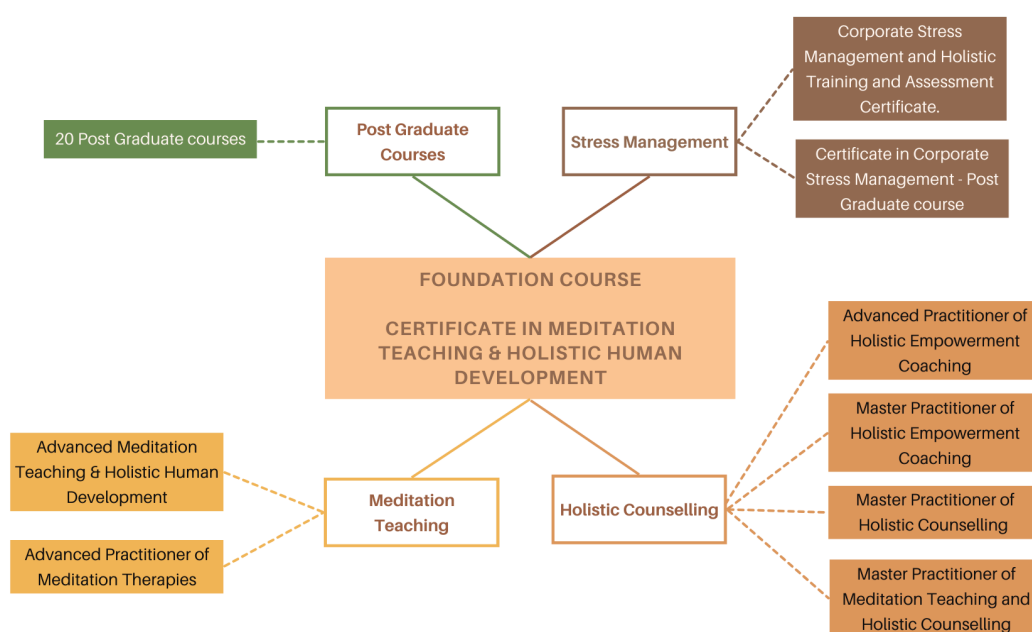 Corporate Stress
Management and Holistic
Training and Assessment
Certificate.
Post Graduate
Courses
20 Post Graduate courses
Stress Management
Certificate in Corporate
Stress Management - Post
Graduate course
FOUNDATION COURSE
CERTIFICATE IN MEDITATION
TEACHING & HOLISTIC HUMAN
DEVELOPMENT
Advanced Practitioner of
Holistic Empowerment
Coaching
Master Practitioner of
Holistic Empowerment
Coaching
Advanced Meditation
Teaching & Holistic Human
Development
Meditation
Teaching
Holistic Counselling
Master Practitioner of
Holistic Counselling
Advanced Practitioner of
Meditation Therapies
Master Practitioner of
Meditation Teaching and
Holistic Counselling